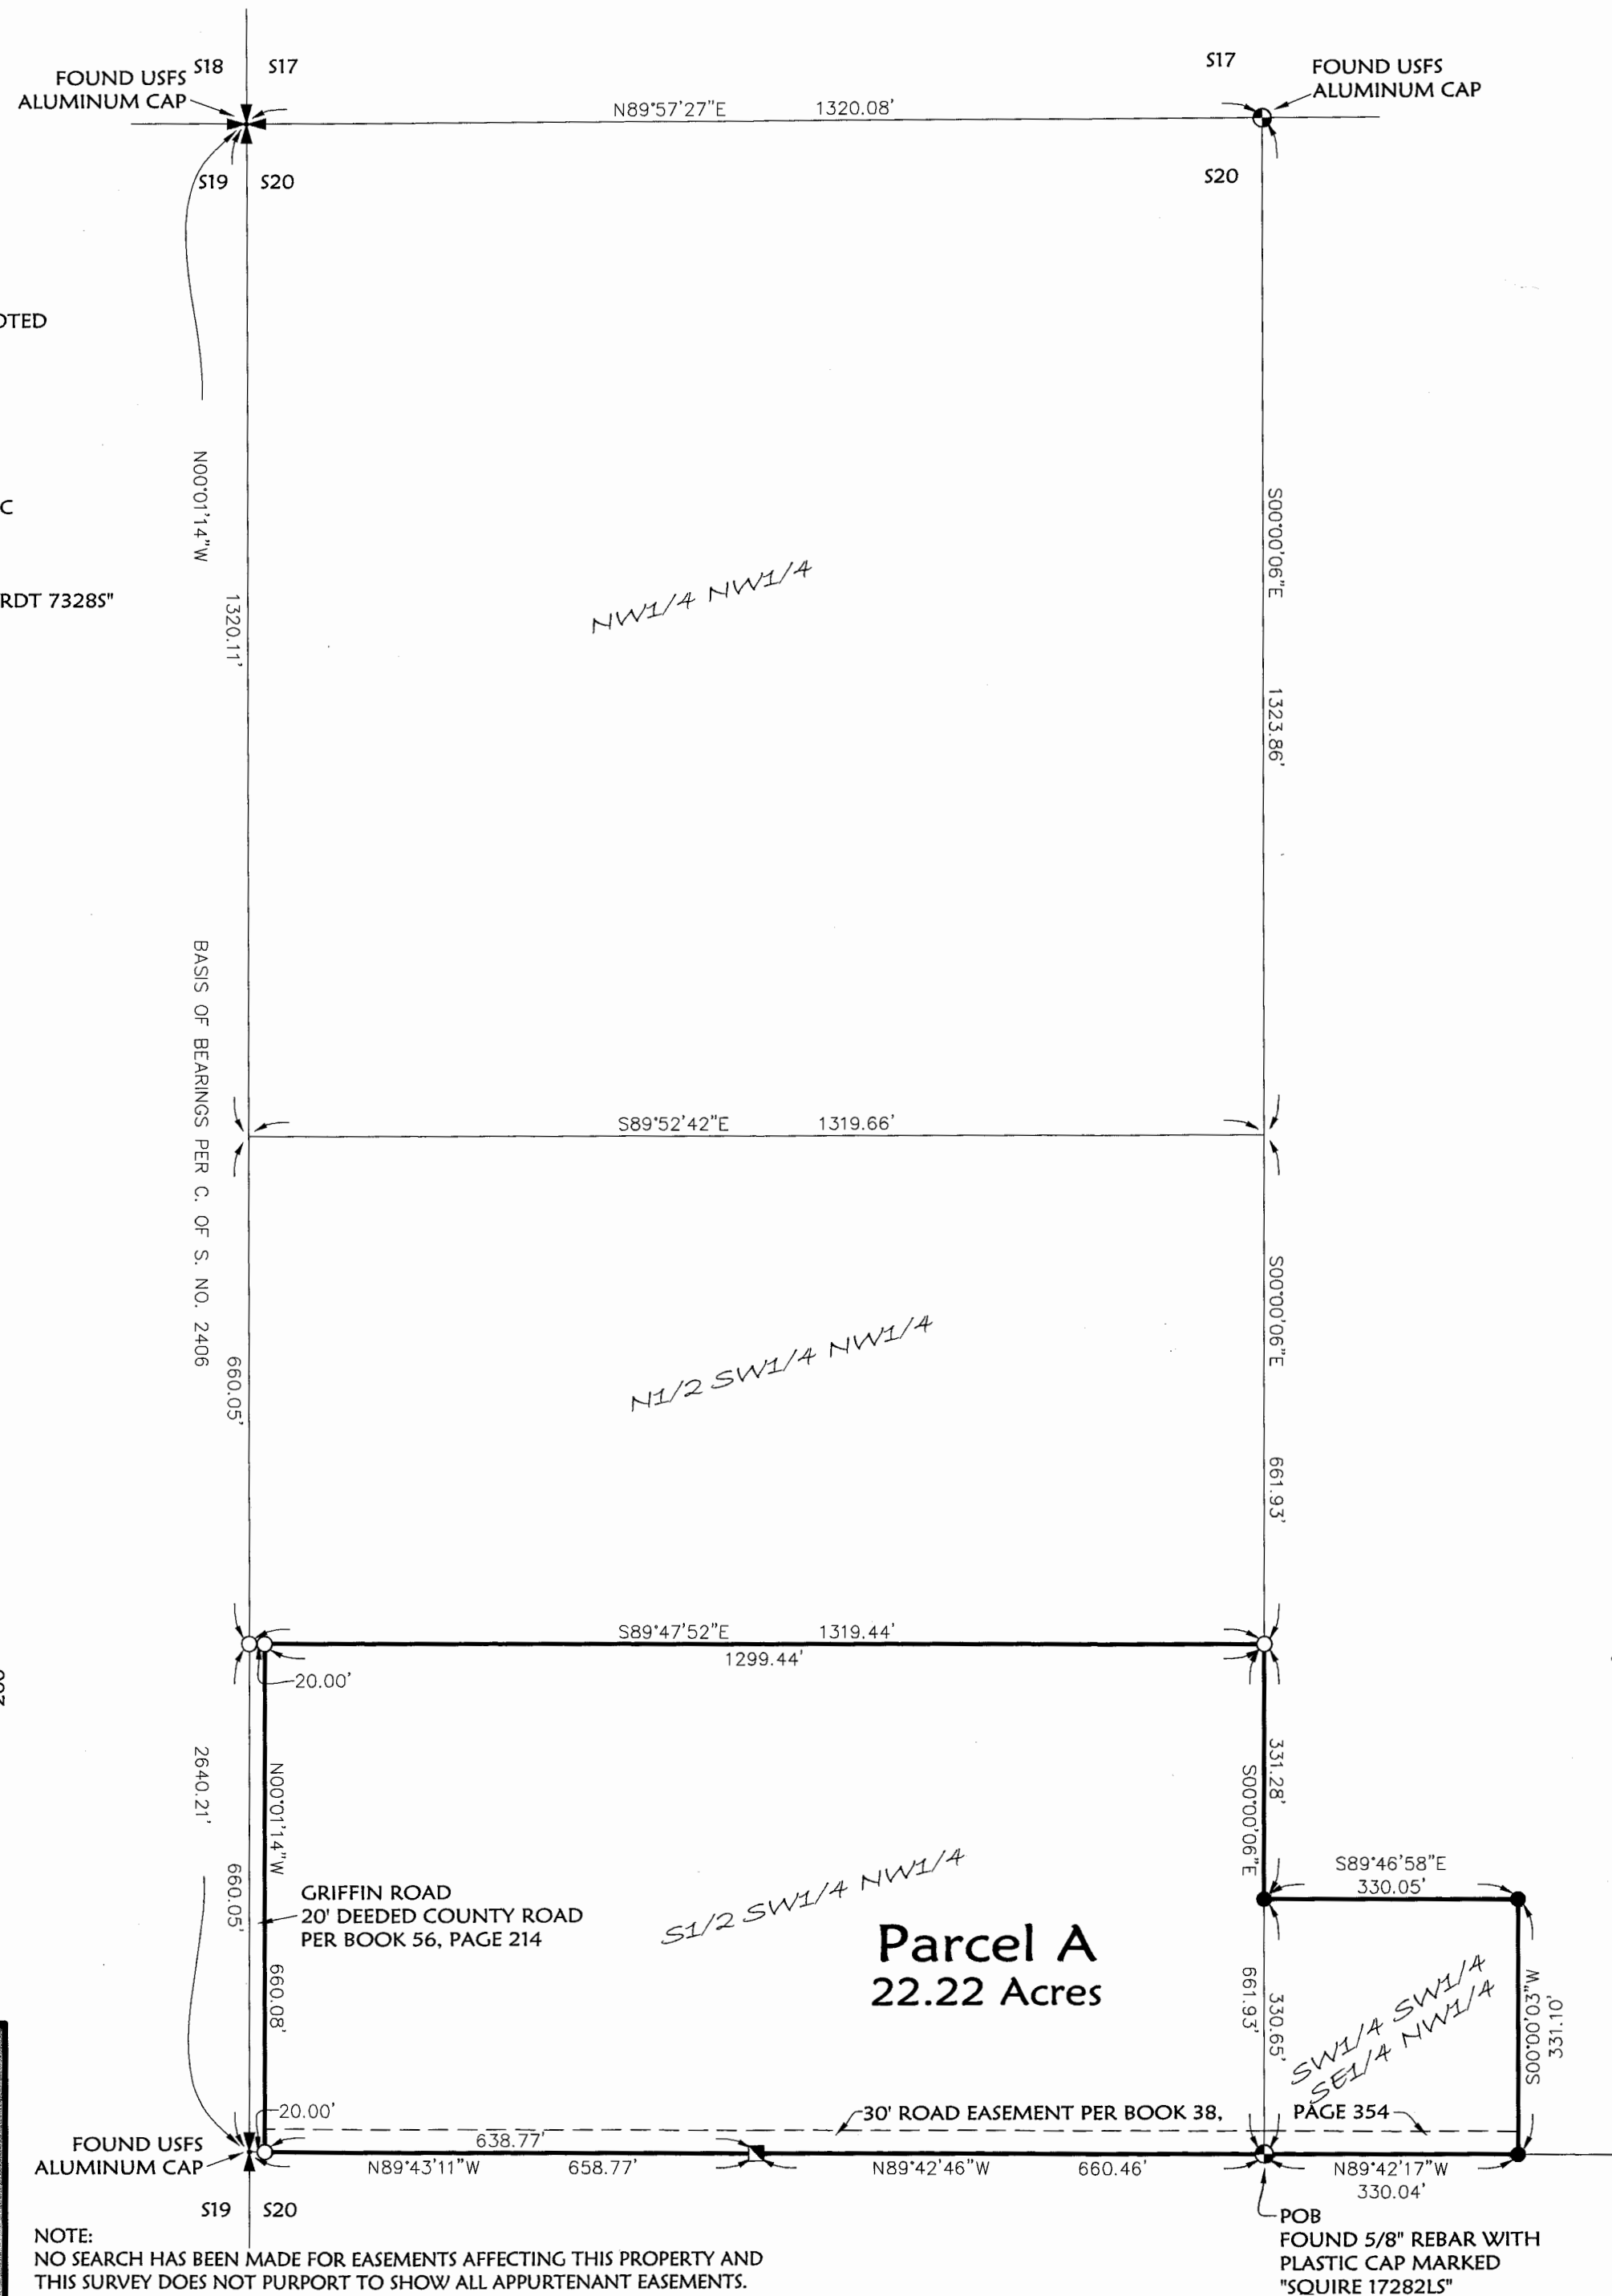 S18
S17
FOUND USFS
ALUMINUM CAP
N89°57'27"E 1320.08'
S17
FOUND USFS
ALUMINUM CAP
S19
S20
S20
OTED
N00°01'14"W
1320.11'
C
RDT 7328S"
NW1/4 NW1/4
S00°00'06"E
1323.86'
BASIS OF BEARINGS PER C. OF S. NO. 2406
S89°52'42"E 1319.66'
660.05'
N1/2 SW1/4 NW1/4
S00°00'06"E
661.93'
S89°47'52"E 1319.44'
1299.44'
20.00'
2640.21'
660.05'
N00°01'14"W
660.08'
GRIFFIN ROAD
20' DEEDED COUNTY ROAD
PER BOOK 56, PAGE 214
S1/2 SW1/4 NW1/4
Parcel A
22.22 Acres
331.28'
S00°00'06"E
S89°46'58"E
330.05'
661.93'
330.65'
SW1/4 SW1/4
SE1/4 NW1/4
S00°00'03"W
331.10'
20.00'
30' ROAD EASEMENT PER BOOK 38, PAGE 354
638.77'
FOUND USFS
ALUMINUM CAP
N89°43'11"W 658.77'
N89°42'46"W 660.46'
N89°42'17"W
330.04'
S19
S20
POB
FOUND 5/8" REBAR WITH
PLASTIC CAP MARKED
"SQUIRE 17282LS"
NOTE:
NO SEARCH HAS BEEN MADE FOR EASEMENTS AFFECTING THIS PROPERTY AND
THIS SURVEY DOES NOT PURPORT TO SHOW ALL APPURTENANT EASEMENTS.